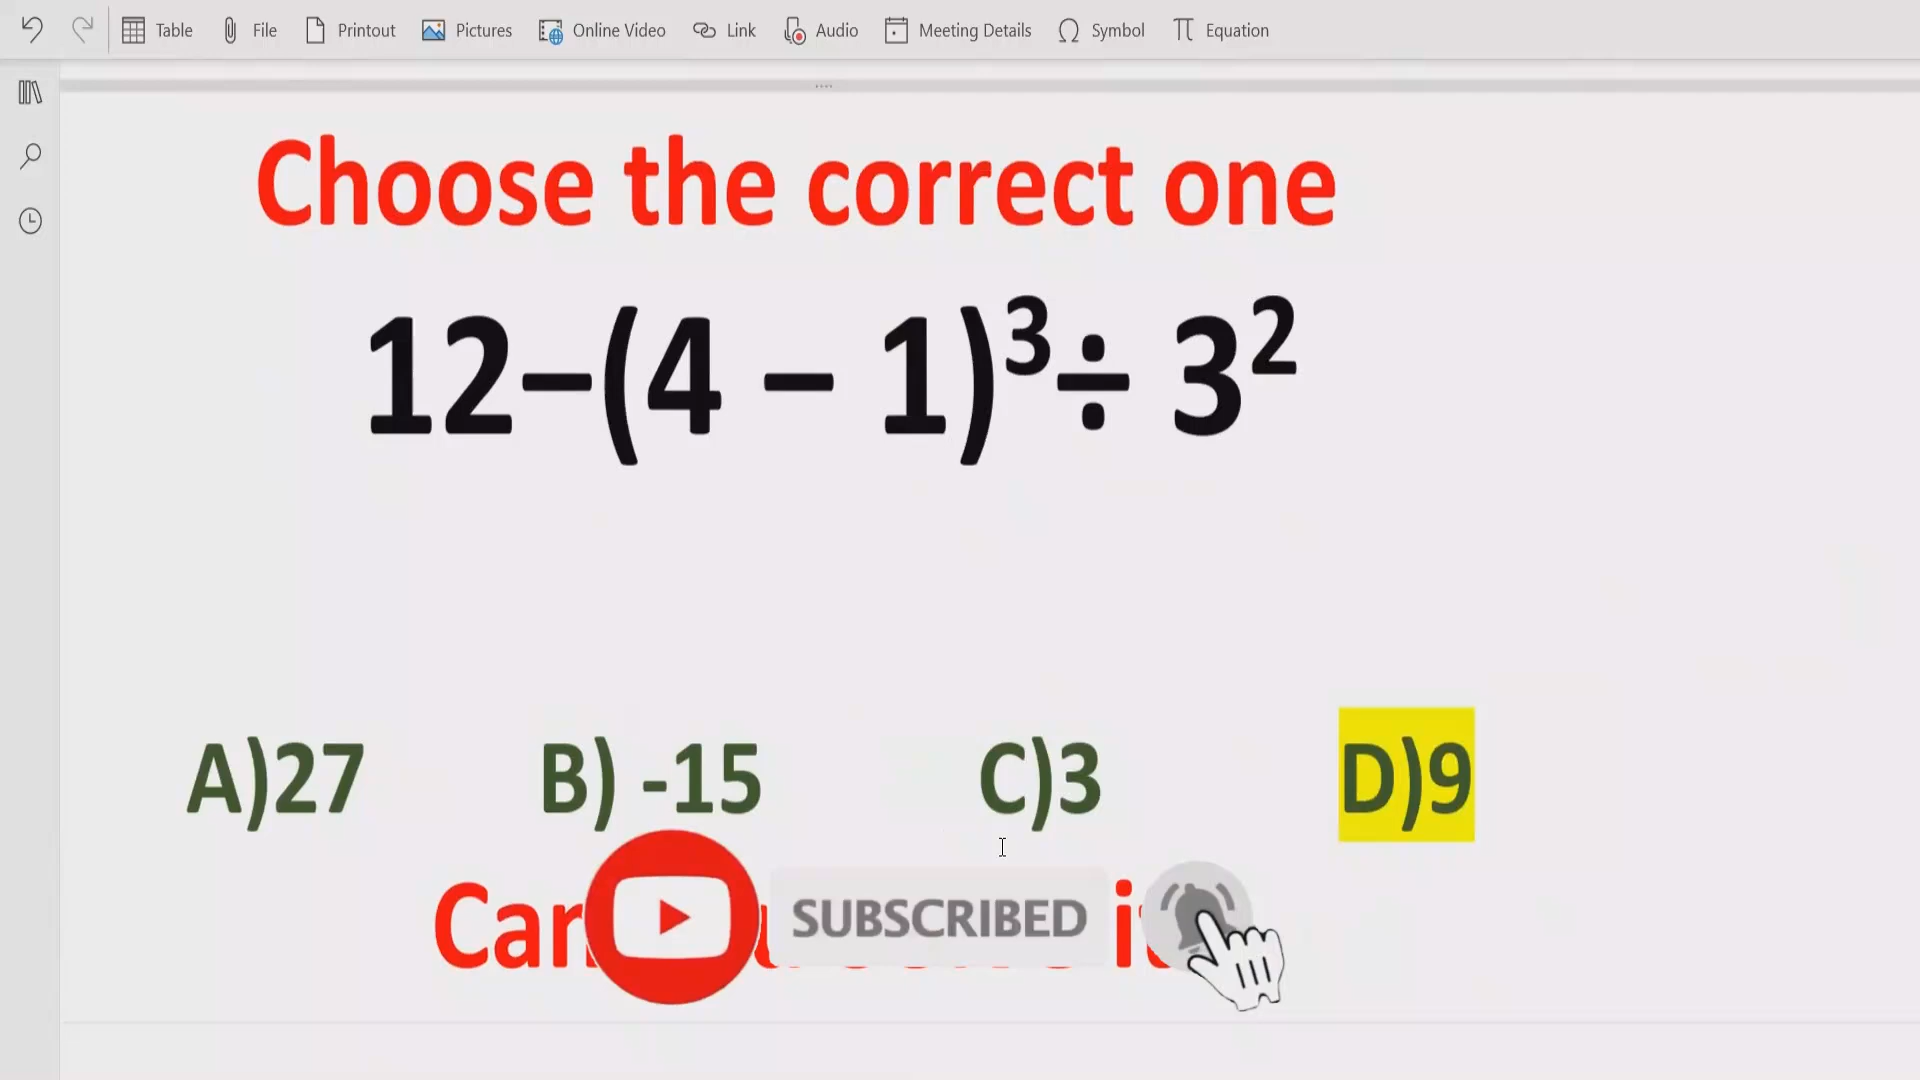 Table File Printout Pictures Online Video Link Audio Meeting Details Symbol Equation
Choose the correct one
12–(4 – 1)³÷ 3²
A)27 B) -15 C)3 D)9
SUBSCRIBED